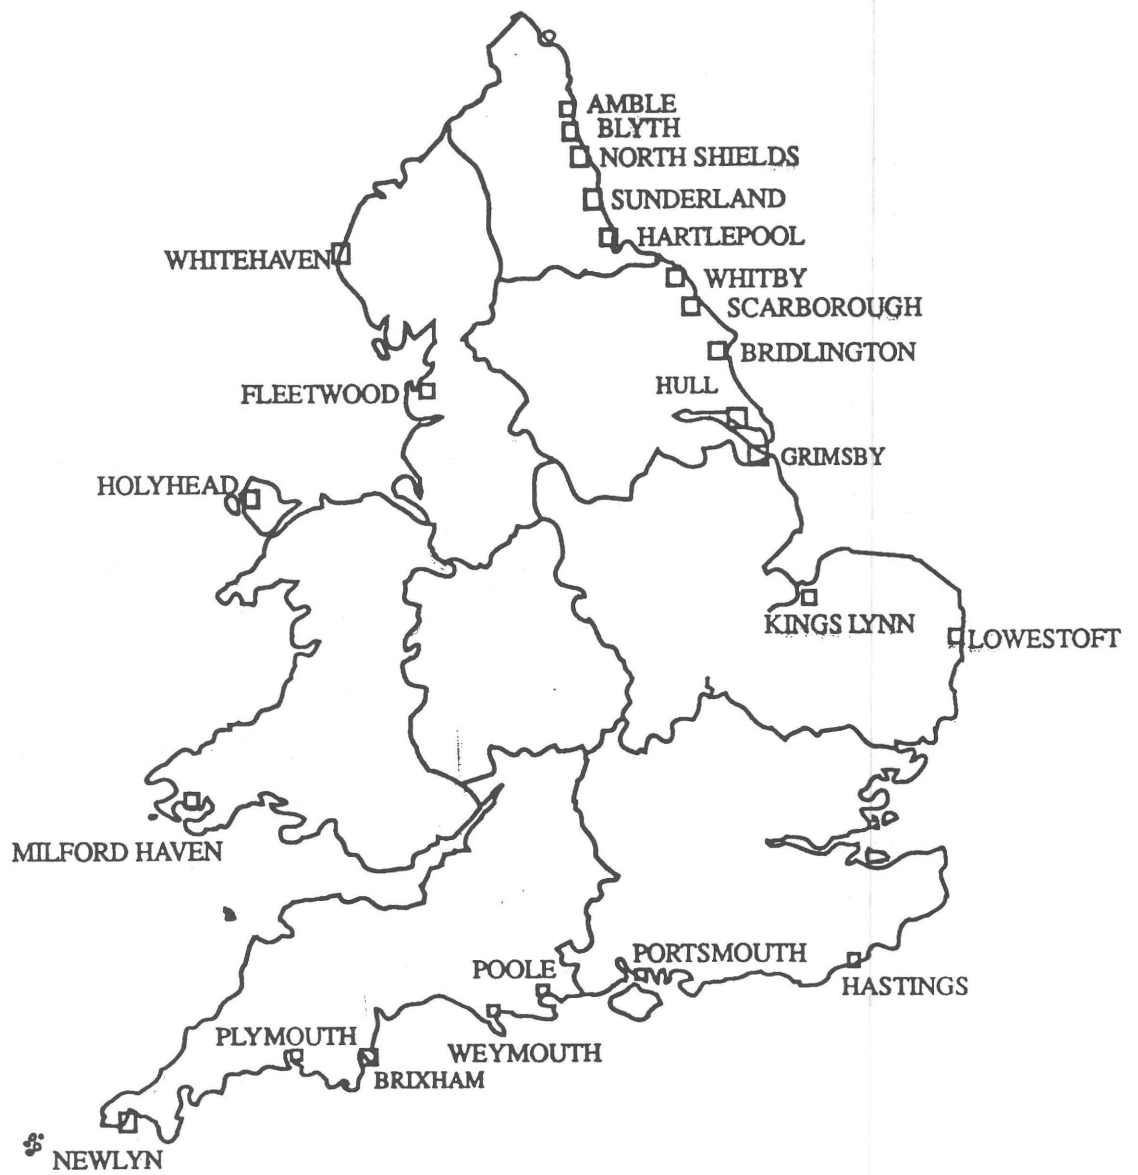 AMBLE
BLYTH
NORTH SHIELDS
SUNDERLAND
HARTLEPOOL
WHITEHAVEN
WHITBY
SCARBOROUGH
BRIDLINGTON
HULL
FLEETWOOD
GRIMSBY
HOLYHEAD
KINGS LYNN
LOWESTOFT
MILFORD HAVEN
PORTSMOUTH
POOLE
HASTINGS
PLYMOUTH
WEYMOUTH
BRIXHAM
NEWLYN